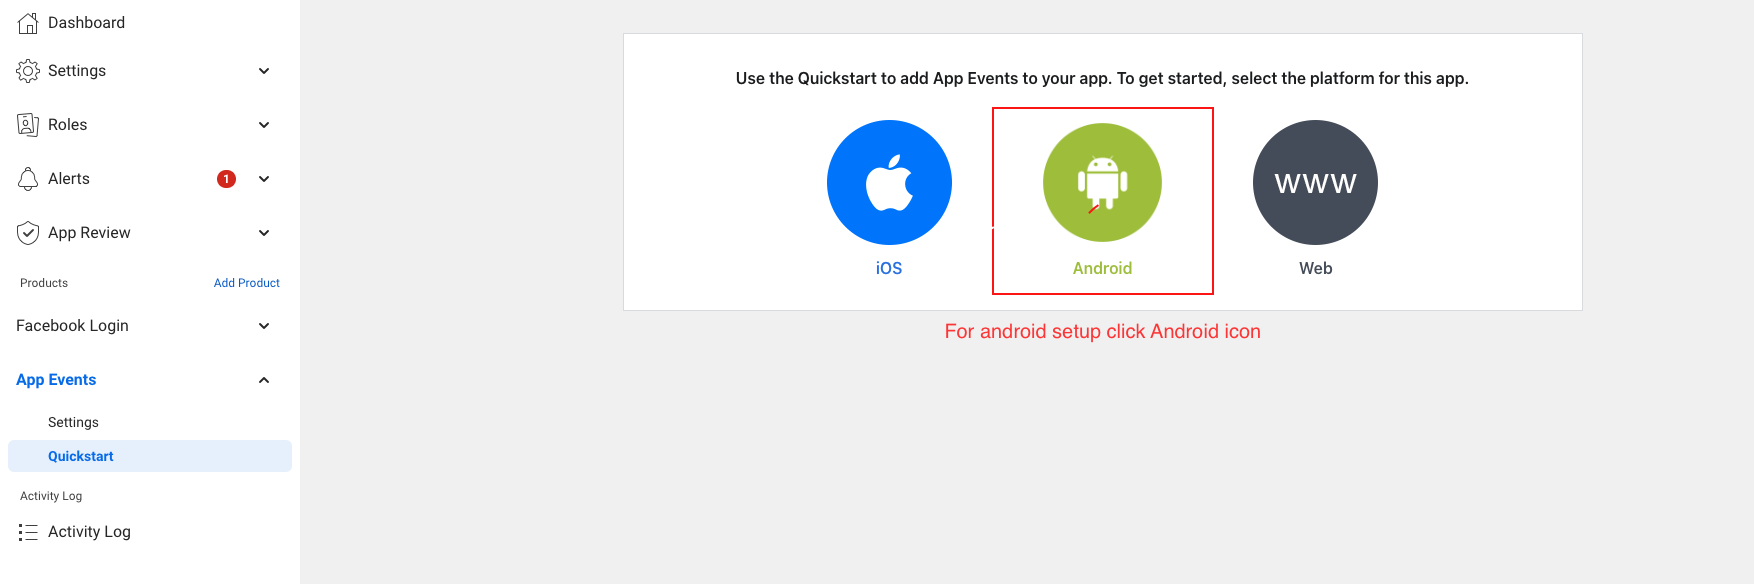 Dashboard
Settings
Roles
Alerts
1
App Review
Products
Add Product
Facebook Login
App Events
Settings
Quickstart
Activity Log
Activity Log
Use the Quickstart to add App Events to your app. To get started, select the platform for this app.
www
iOS
Android
Web
For android setup click Android icon